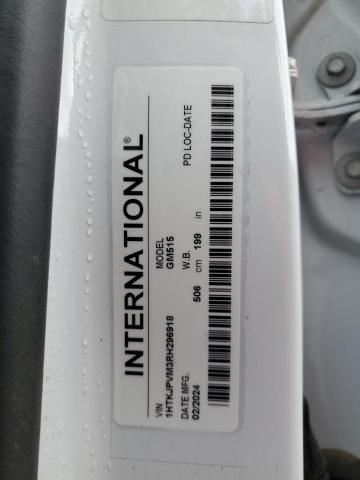 INTERNATIONAL®
VIN MODEL
1HTKJPVM3RH296918 GM515
DATE MFG. W.B. PD LOC-DATE
02/2024 506 cm 199 in